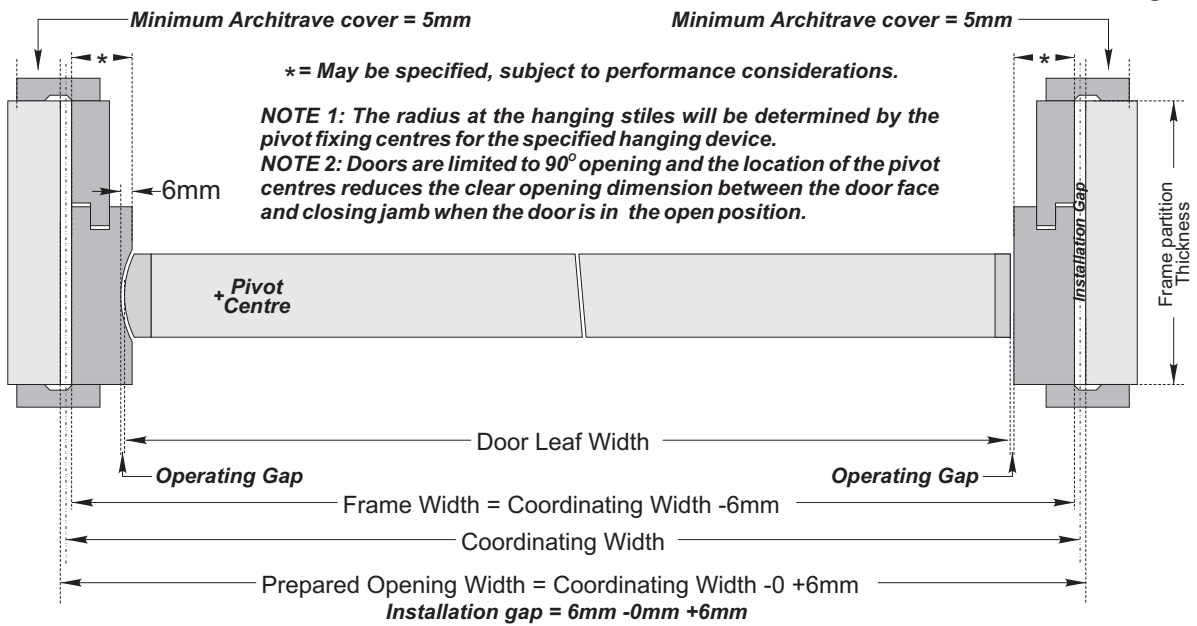 Minimum Architrave cover = 5mm
Minimum Architrave cover = 5mm
*
*
* = May be specified, subject to performance considerations.
NOTE 1: The radius at the hanging stiles will be determined by the
pivot fixing centres for the specified hanging device.
NOTE 2: Doors are limited to 90° opening and the location of the pivot
centres reduces the clear opening dimension between the door face
and closing jamb when the door is in the open position.
6mm
Installation Gap
Frame partition
Thickness
+ Pivot
Centre
Door Leaf Width
Operating Gap
Operating Gap
Frame Width = Coordinating Width -6mm
Coordinating Width
Prepared Opening Width = Coordinating Width -0 +6mm
Installation gap = 6mm -0mm +6mm